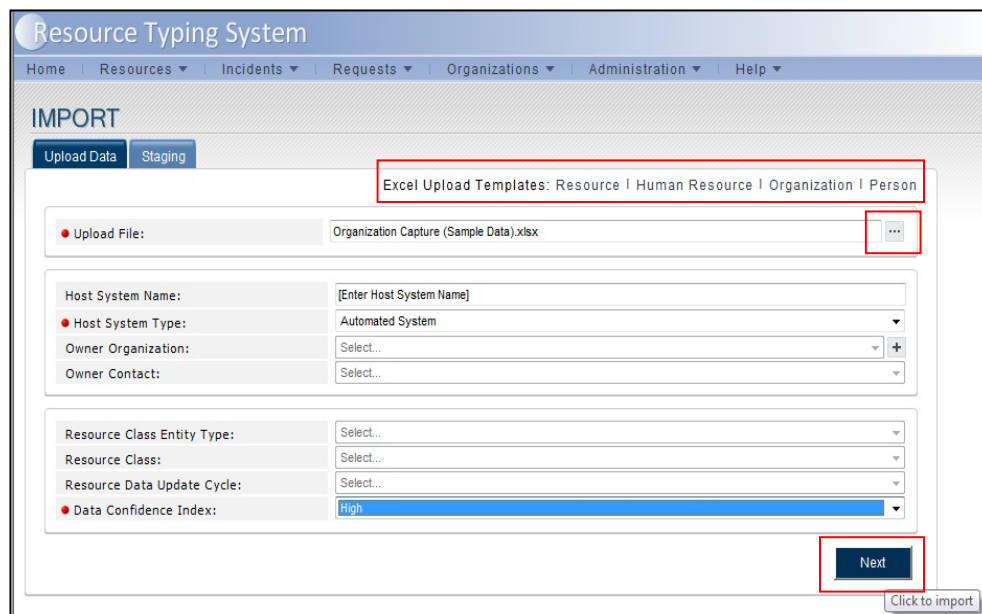 Resource Typing System
Home | Resources ▼ | Incidents ▼ | Requests ▼ | Organizations ▼ | Administration ▼ | Help ▼
IMPORT
Upload Data Staging
Excel Upload Templates: Resource | Human Resource | Organization | Person
Upload File: Organization Capture (Sample Data).xlsx ...
Host System Name: [Enter Host System Name]
Host System Type: Automated System
Owner Organization: Select... +
Owner Contact: Select...
Resource Class Entity Type: Select...
Resource Class: Select...
Resource Data Update Cycle: Select...
Data Confidence Index: High
Next
Click to import